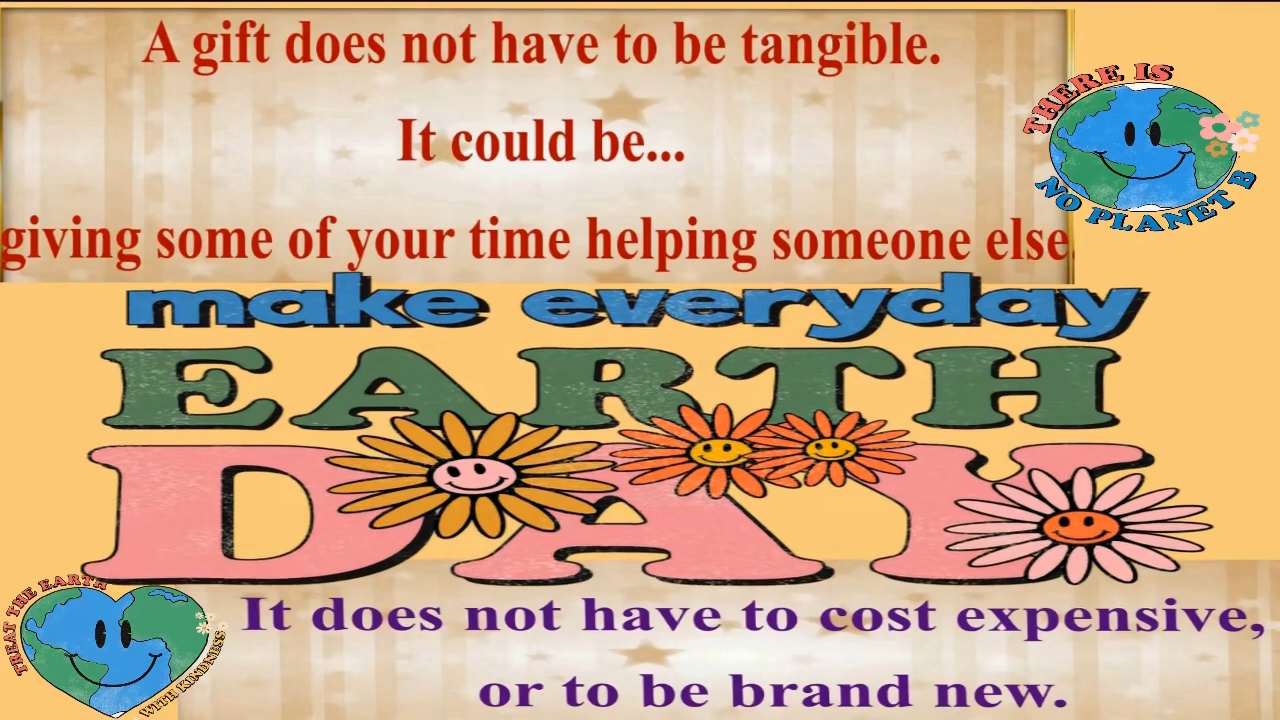 A gift does not have to be tangible.
It could be...
giving some of your time helping someone else.
THERE IS
NO PLANET B
make everyday
EARTH
DAY
TREAT THE EARTH
WITH KINDNESS
It does not have to cost expensive,
or to be brand new.